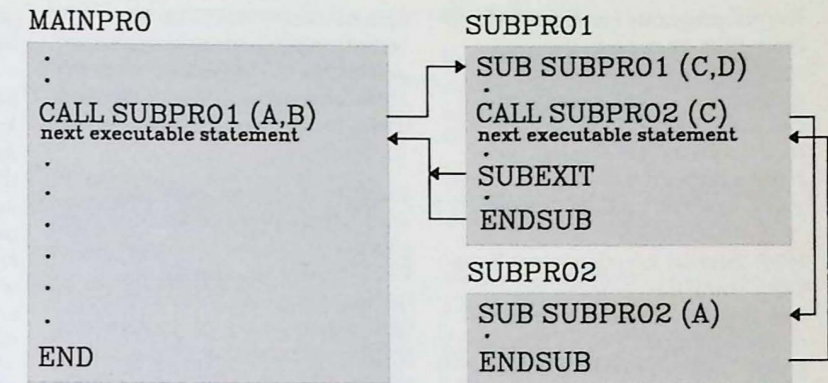 MAINPRO
.
.
CALL SUBPRO1 (A,B)
next executable statement
.
.
.
.
.
.
END
SUBPRO1
SUB SUBPRO1 (C,D)
.
CALL SUBPRO2 (C)
next executable statement
.
SUBEXIT
.
ENDSUB
SUBPRO2
SUB SUBPRO2 (A)
.
ENDSUB